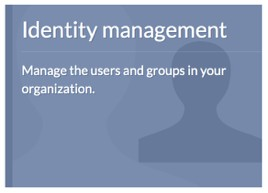 Identity management
Manage the users and groups in your
organization.